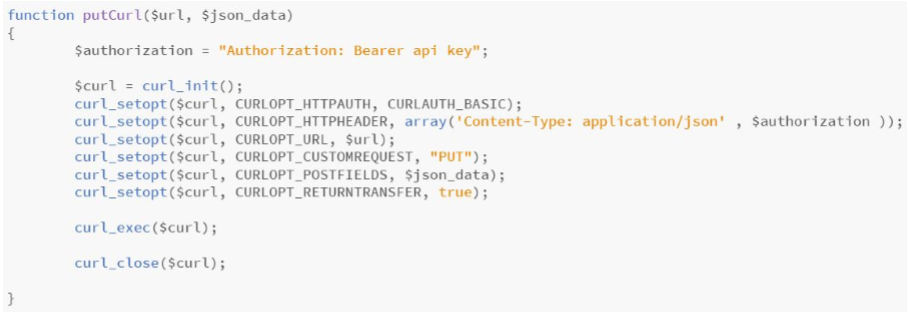 function putCurl($url, $json_data)
{
$authorization = "Authorization: Bearer api key";
$curl = curl_init();
curl_setopt($curl, CURLOPT_HTTPAUTH, CURLAUTH_BASIC);
curl_setopt($curl, CURLOPT_HTTPHEADER, array('Content-Type: application/json' , $authorization ));
curl_setopt($curl, CURLOPT_URL, $url);
curl_setopt($curl, CURLOPT_CUSTOMREQUEST, "PUT");
curl_setopt($curl, CURLOPT_POSTFIELDS, $json_data);
curl_setopt($curl, CURLOPT_RETURNTRANSFER, true);
curl_exec($curl);
curl_close($curl);
}